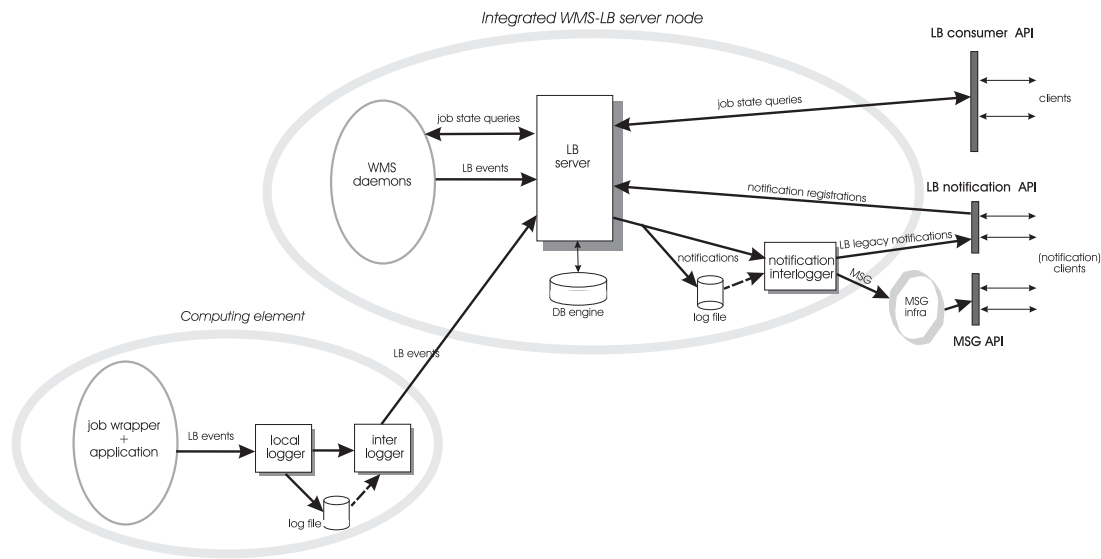 Integrated WMS-LB server node
LB consumer API
job state queries
clients
job state queries
LB
server
WMS
daemons
LB events
LB notification API
notification registrations
LB legacy notifications
notifications
notification
interlogger
(notification)
clients
MSG
MSG
infra
log file
DB engine
MSG API
Computing element
LB events
job wrapper
+
application
LB events
local
logger
inter
logger
log file